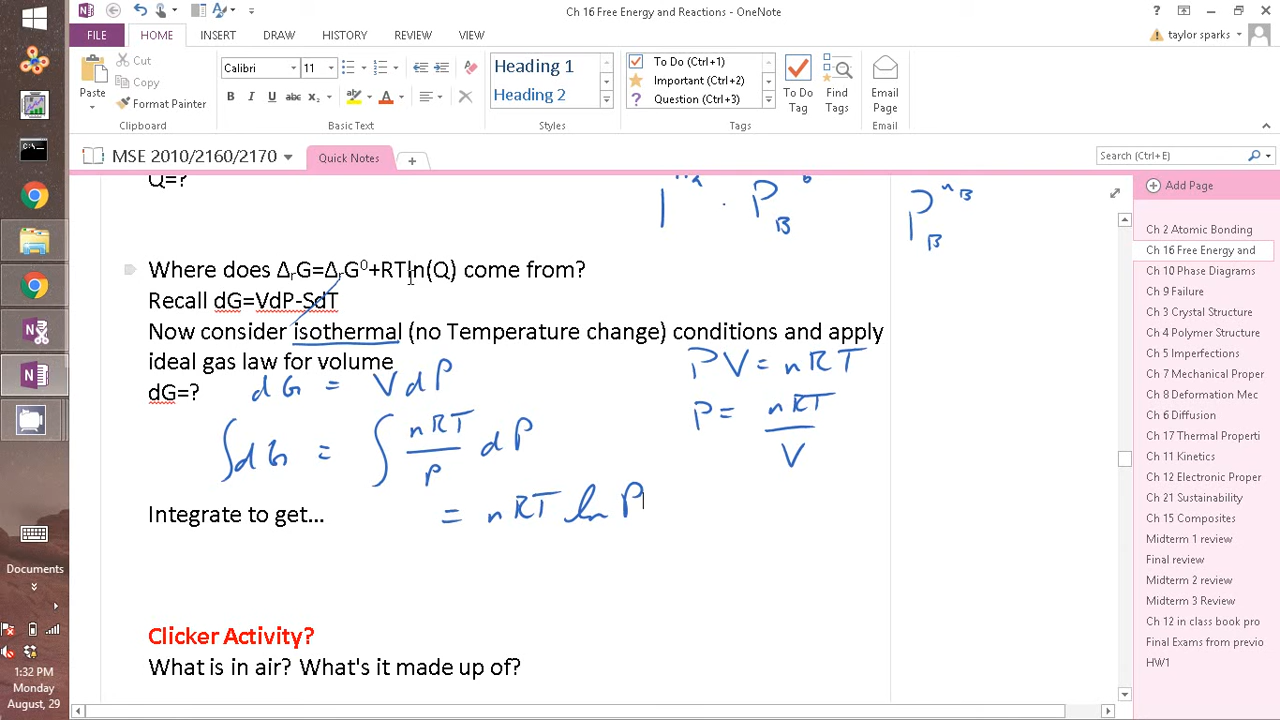 Ch 16 Free Energy and Reactions - OneNote
FILE HOME INSERT DRAW HISTORY REVIEW VIEW
taylor sparks
Paste
Cut
Copy
Format Painter
Clipboard
Calibri 11
B I U abc x₂ A
Basic Text
Heading 1
Heading 2
Styles
To Do (Ctrl+1)
Important (Ctrl+2)
Question (Ctrl+3)
Tags
To Do Tag
Find Tags
Email Page
Email
MSE 2010/2160/2170
Quick Notes
Search (Ctrl+E)
Q=?
P · P_B
P_B^{n_B}
Where does ΔᵣG=ΔᵣG⁰+RTln(Q) come from?
Recall dG=VdP-SdT
Now consider isothermal (no Temperature change) conditions and apply
ideal gas law for volume
dG=?
dG = VdP
∫dG = ∫ nRT/P dP
Integrate to get...
= nRT ln P
PV = nRT
P = nRT/V
Clicker Activity?
What is in air? What's it made up of?
Add Page
Ch 2 Atomic Bonding
Ch 16 Free Energy and
Ch 10 Phase Diagrams
Ch 9 Failure
Ch 3 Crystal Structure
Ch 4 Polymer Structure
Ch 5 Imperfections
Ch 7 Mechanical Proper
Ch 8 Deformation Mec
Ch 6 Diffusion
Ch 17 Thermal Properti
Ch 11 Kinetics
Ch 12 Electronic Proper
Ch 21 Sustainability
Ch 15 Composites
Midterm 1 review
Final review
Midterm 2 review
Midterm 3 Review
Ch 12 in class book pro
Final Exams from previo
HW1
Documents
1:32 PM
Monday
August, 29